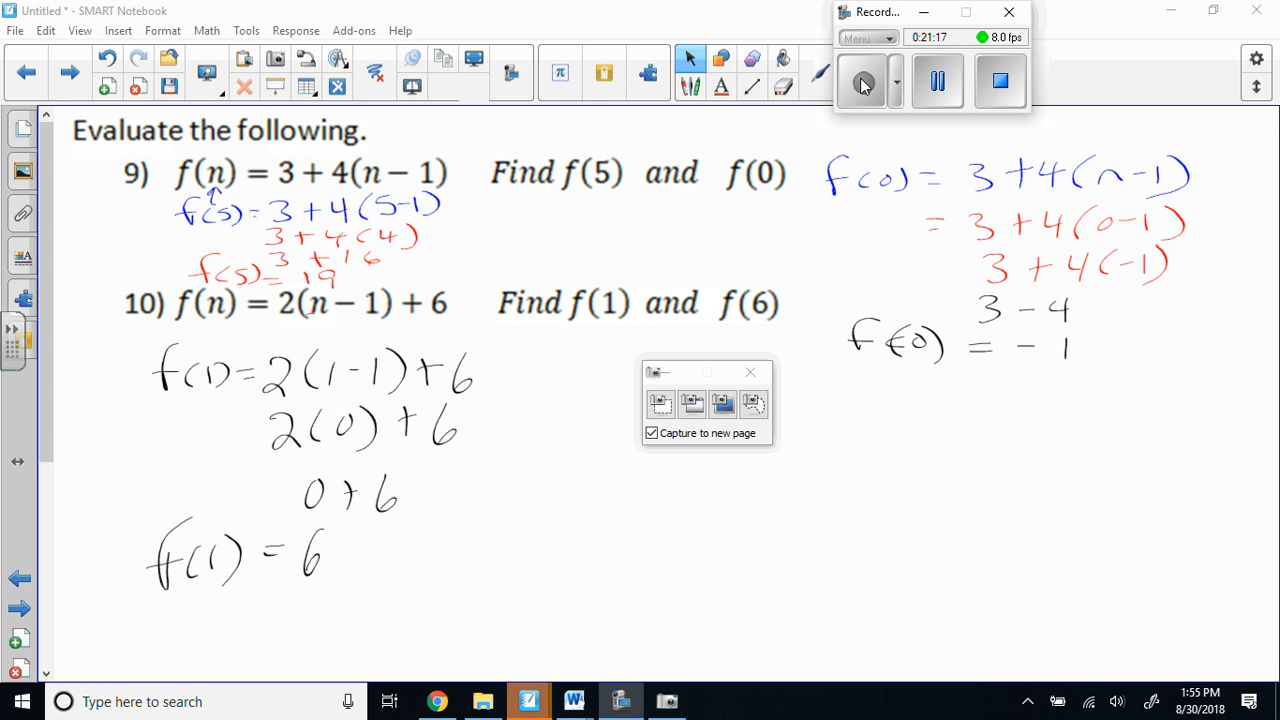 Untitled * - SMART Notebook
File Edit View Insert Format Math Tools Response Add-ons Help
Record...
Menu
0:21:17
8.0 fps
Evaluate the following.
9) f(n) = 3 + 4(n − 1) Find f(5) and f(0)
f(5) = 3 + 4 (5-1)
3 + 4 (4)
3 + 16
f(5) = 19
f(0) = 3 + 4 (n-1)
= 3 + 4 (0-1)
3 + 4 (-1)
3 - 4
f(0) = - 1
10) f(n) = 2(n − 1) + 6 Find f(1) and f(6)
f(1) = 2 (1-1) + 6
2 (0) + 6
0 + 6
f(1) = 6
Capture to new page
Type here to search
1:55 PM
8/30/2018